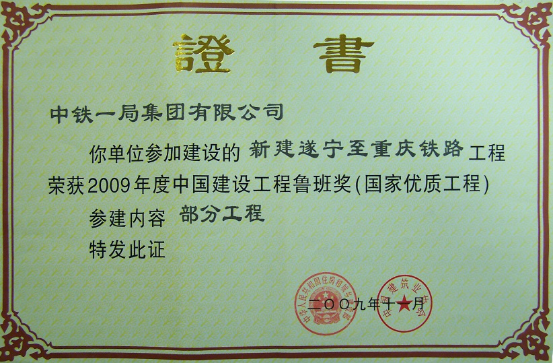 證書
中铁一局集团有限公司
你单位参加建设的 新建遂宁至重庆铁路 工程
荣获2009年度中国建设工程鲁班奖(国家优质工程)
参建内容 部分工程
特发此证
二〇〇九年十一月